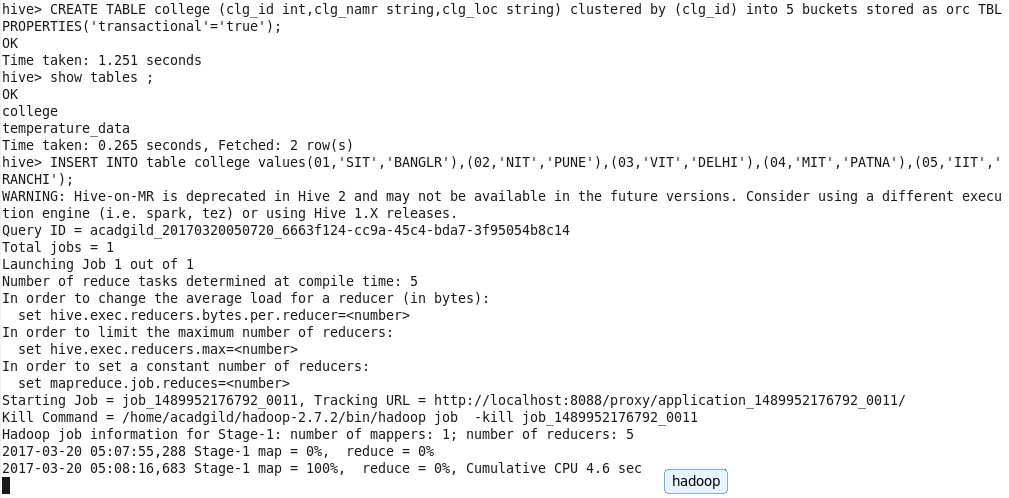 hive> CREATE TABLE college (clg_id int,clg_namr string,clg_loc string) clustered by (clg_id) into 5 buckets stored as orc TBL
PROPERTIES('transactional'='true');
OK
Time taken: 1.251 seconds
hive> show tables ;
OK
college
temperature_data
Time taken: 0.265 seconds, Fetched: 2 row(s)
hive> INSERT INTO table college values(01,'SIT','BANGLR'),(02,'NIT','PUNE'),(03,'VIT','DELHI'),(04,'MIT','PATNA'),(05,'IIT','
RANCHI');
WARNING: Hive-on-MR is deprecated in Hive 2 and may not be available in the future versions. Consider using a different execu
tion engine (i.e. spark, tez) or using Hive 1.X releases.
Query ID = acadgild_20170320050720_6663f124-cc9a-45c4-bda7-3f95054b8c14
Total jobs = 1
Launching Job 1 out of 1
Number of reduce tasks determined at compile time: 5
In order to change the average load for a reducer (in bytes):
  set hive.exec.reducers.bytes.per.reducer=<number>
In order to limit the maximum number of reducers:
  set hive.exec.reducers.max=<number>
In order to set a constant number of reducers:
  set mapreduce.job.reduces=<number>
Starting Job = job_1489952176792_0011, Tracking URL = http://localhost:8088/proxy/application_1489952176792_0011/
Kill Command = /home/acadgild/hadoop-2.7.2/bin/hadoop job  -kill job_1489952176792_0011
Hadoop job information for Stage-1: number of mappers: 1; number of reducers: 5
2017-03-20 05:07:55,288 Stage-1 map = 0%,  reduce = 0%
2017-03-20 05:08:16,683 Stage-1 map = 100%,  reduce = 0%, Cumulative CPU 4.6 sec
hadoop